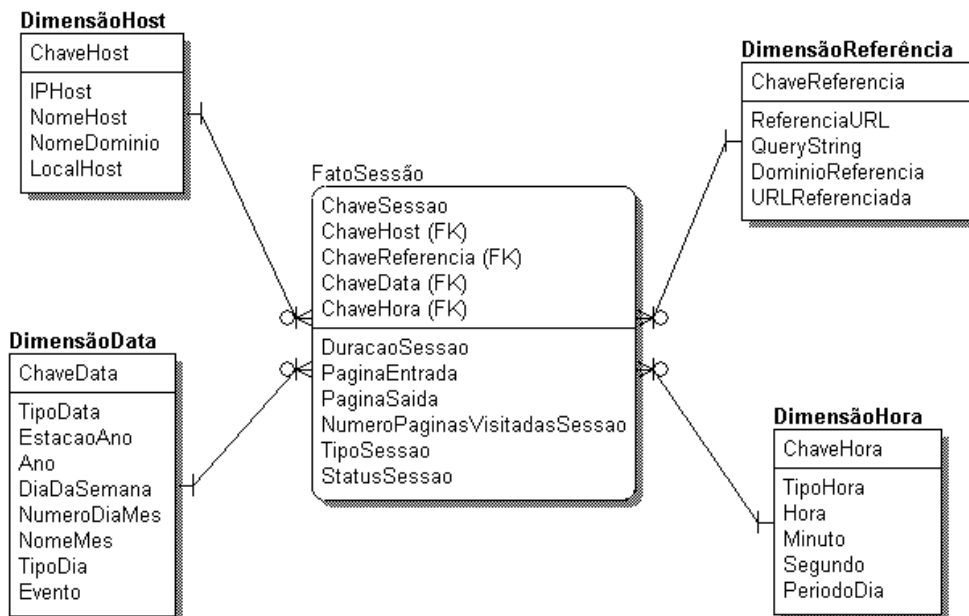 DimensãoHost
ChaveHost
IPHost
NomeHost
NomeDominio
LocalHost
DimensãoReferência
ChaveReferencia
ReferenciaURL
QueryString
DominioReferencia
URLReferenciada
FatoSessão
ChaveSessao
ChaveHost (FK)
ChaveReferencia (FK)
ChaveData (FK)
ChaveHora (FK)
DuracaoSessao
PaginaEntrada
PaginaSaida
NumeroPaginasVisitadasSessao
TipoSessao
StatusSessao
DimensãoData
ChaveData
TipoData
EstacaoAno
Ano
DiaDaSemana
NumeroDiaMes
NomeMes
TipoDia
Evento
DimensãoHora
ChaveHora
TipoHora
Hora
Minuto
Segundo
PeriodoDia